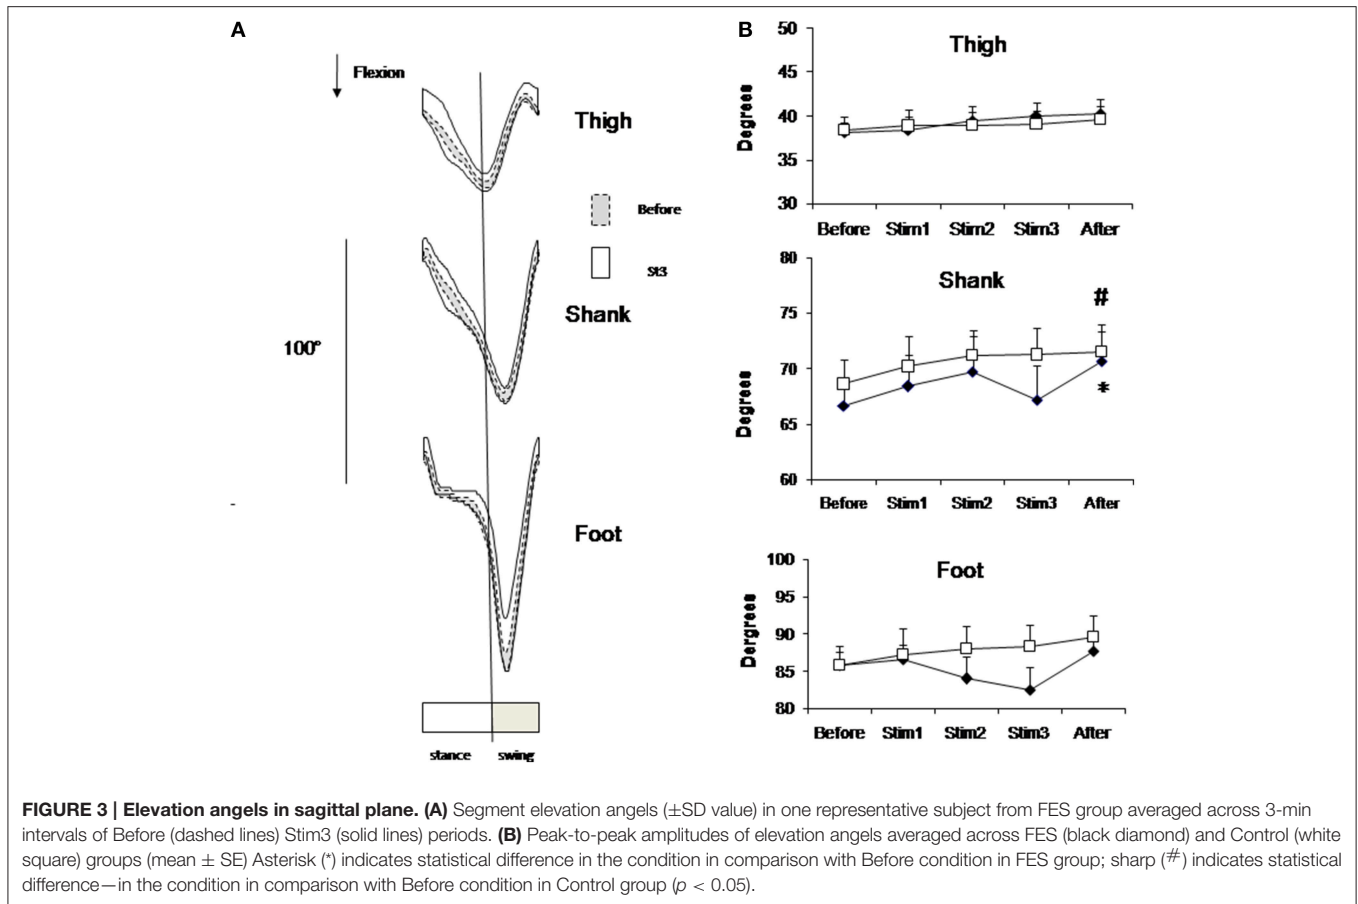 A
Flexion
Thigh
Before
St3
Shank
100°
Foot
stance swing
B
Thigh
Degrees
50
45
40
35
30
Before Stim1 Stim2 Stim3 After
Shank
Degrees
80
75
70
65
60
#
*
Before Stim1 Stim2 Stim3 After
Foot
Dergrees
100
95
90
85
80
Before Stim1 Stim2 Stim3 After
FIGURE 3 | Elevation angels in sagittal plane. (A) Segment elevation angels (±SD value) in one representative subject from FES group averaged across 3-min
intervals of Before (dashed lines) Stim3 (solid lines) periods. (B) Peak-to-peak amplitudes of elevation angels averaged across FES (black diamond) and Control (white
square) groups (mean ± SE) Asterisk (*) indicates statistical difference in the condition in comparison with Before condition in FES group; sharp (#) indicates statistical
difference—in the condition in comparison with Before condition in Control group (p < 0.05).